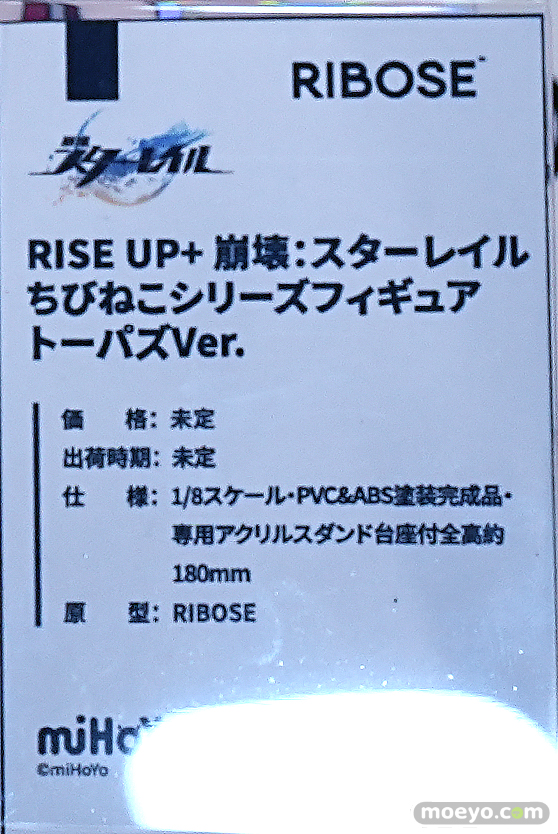 RIBOSE
崩壊
スターレイル
RISE UP+ 崩壊:スターレイル
ちびねこシリーズフィギュア
トーパズVer.
価 格: 未定
出荷時期: 未定
仕 様: 1/8スケール・PVC&ABS塗装完成品・
専用アクリルスダンド台座付全高約
180mm
原 型: RIBOSE
©miHoYo
moeyo.com